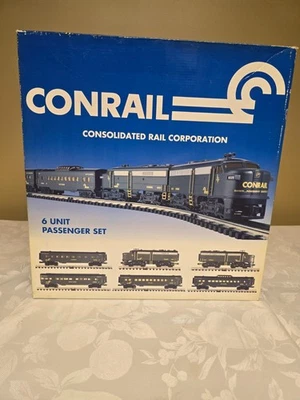 CONRAIL
CONSOLIDATED RAIL CORPORATION
CONRAIL
6 UNIT
PASSENGER SET